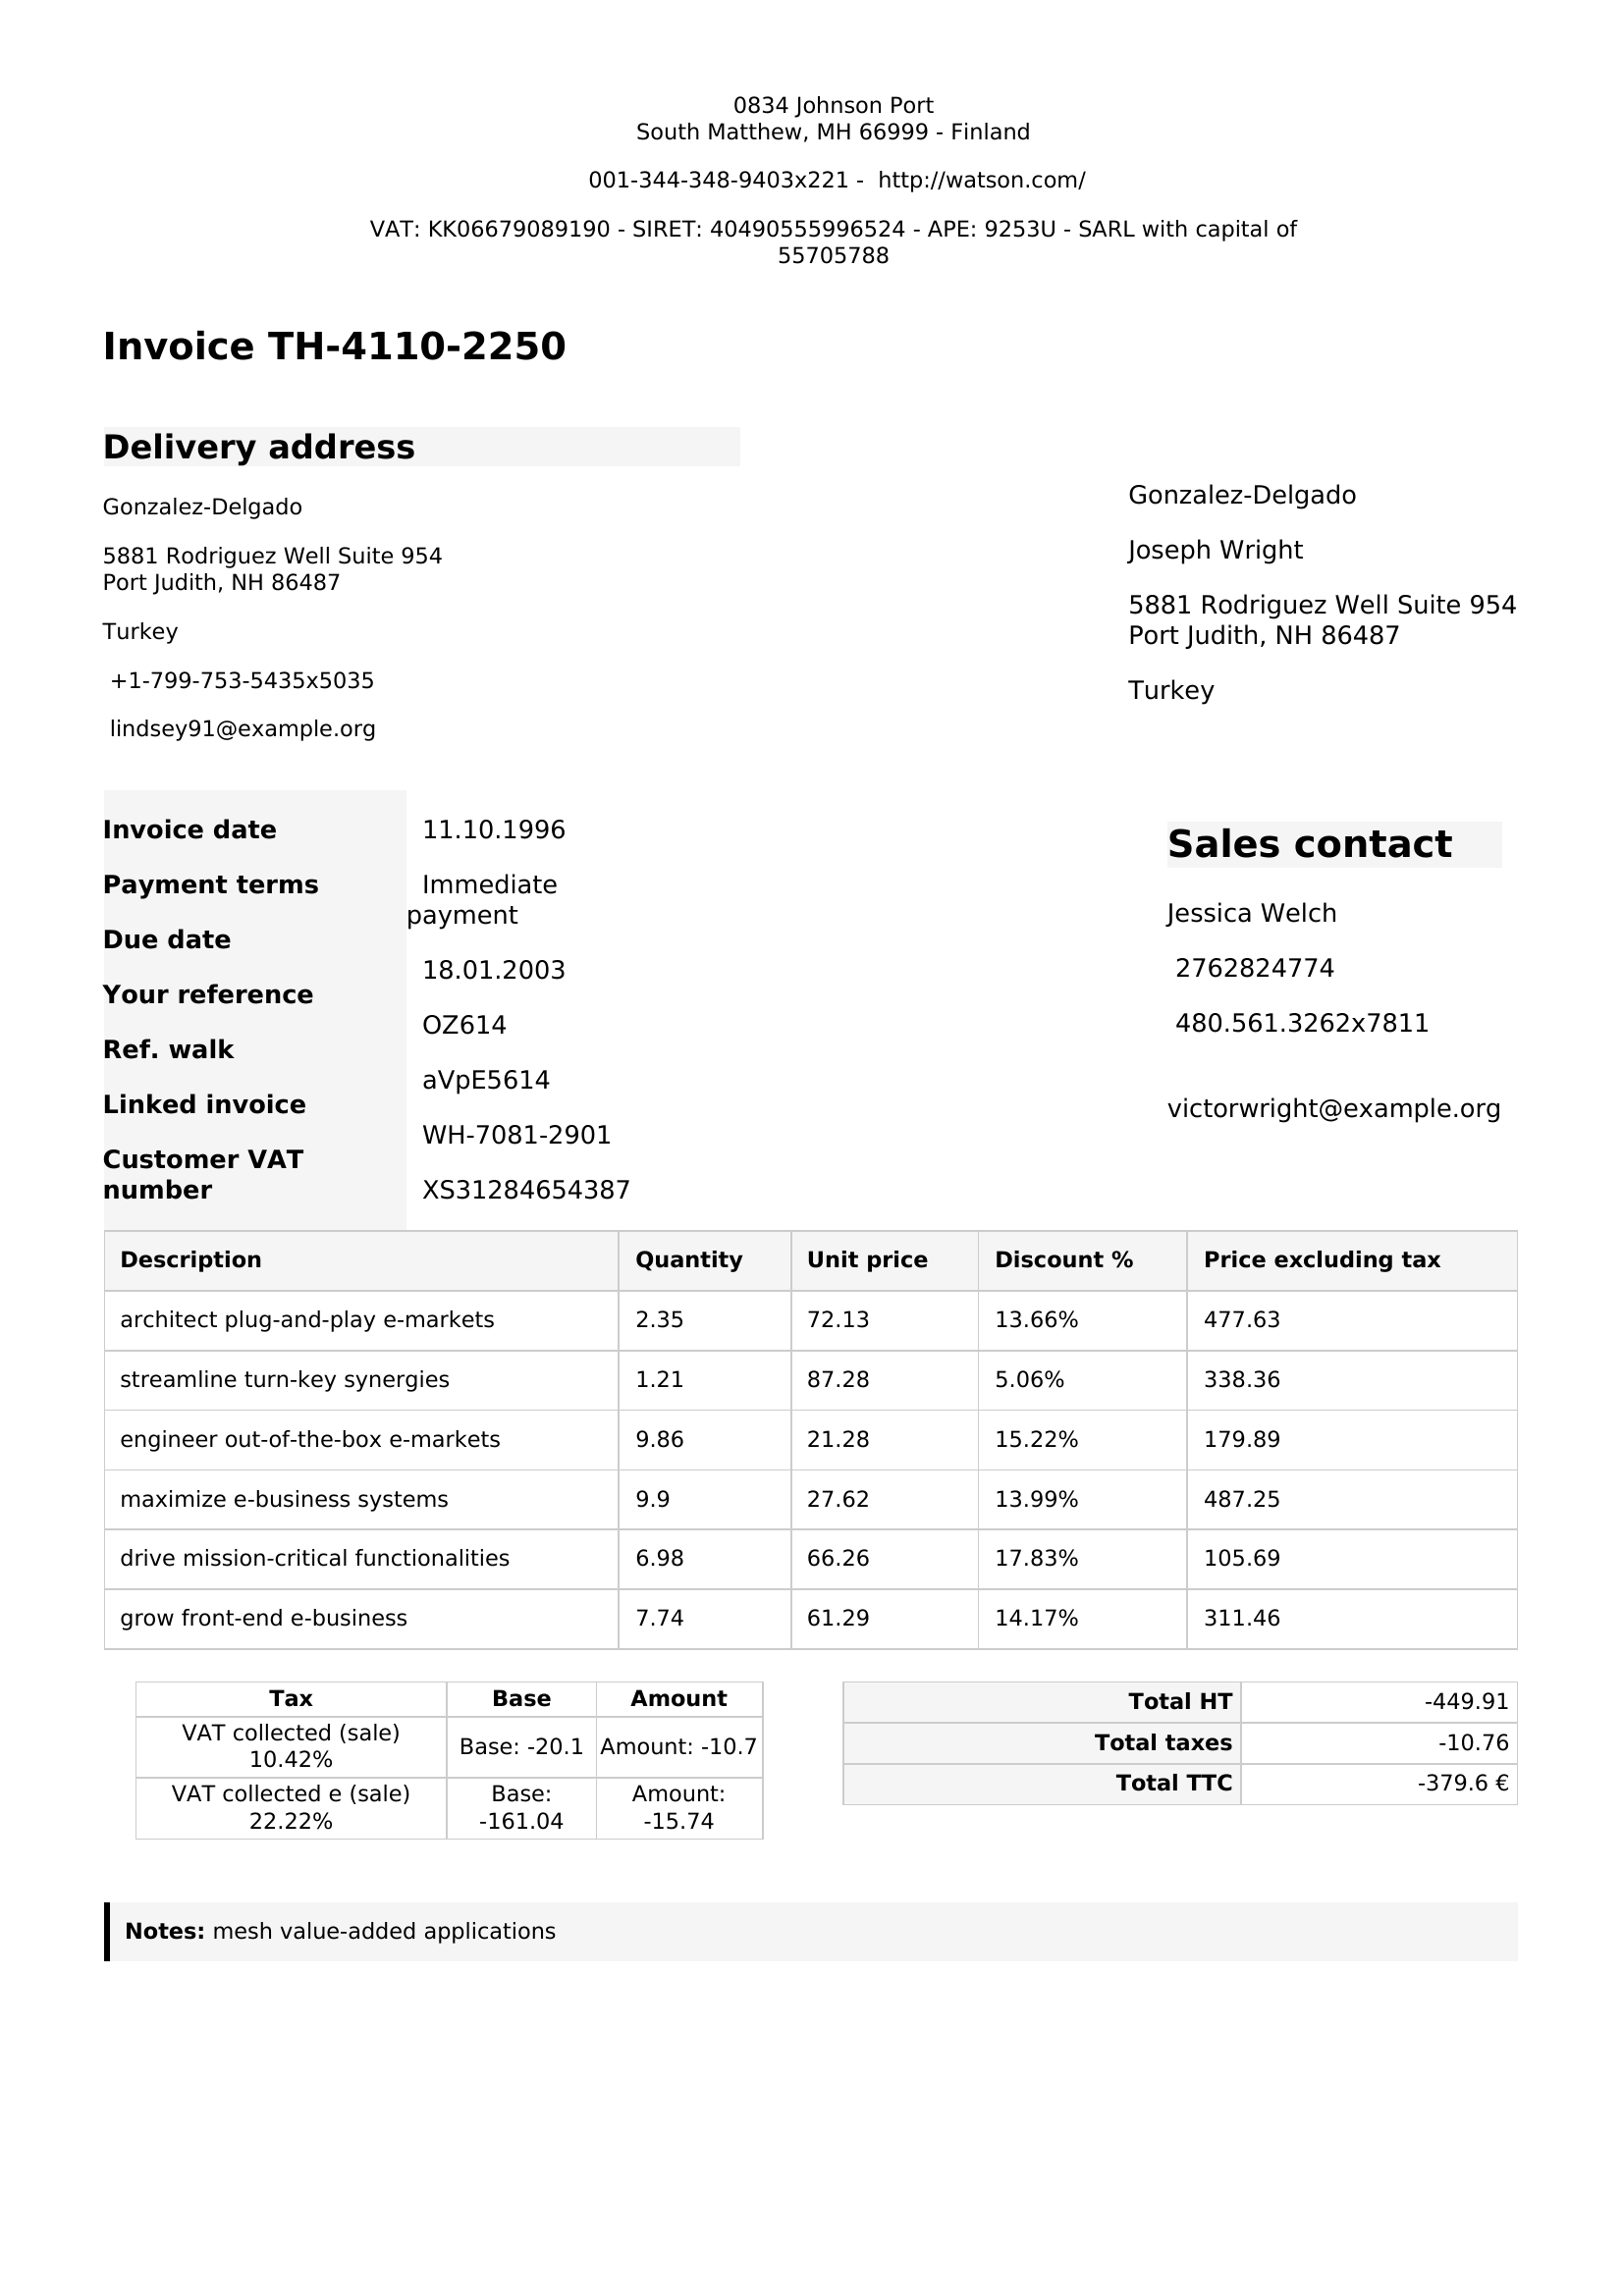 0834 Johnson Port
South Matthew, MH 66999 - Finland
001-344-348-9403x221 - http://watson.com/
VAT: KK06679089190 - SIRET: 40490555996524 - APE: 9253U - SARL with capital of
55705788
Invoice TH-4110-2250
Delivery address
Gonzalez-Delgado
5881 Rodriguez Well Suite 954
Port Judith, NH 86487
Turkey
+1-799-753-5435x5035
lindsey91@example.org
Gonzalez-Delgado
Joseph Wright
5881 Rodriguez Well Suite 954
Port Judith, NH 86487
Turkey
Invoice date
Payment terms
Due date
Your reference
Ref. walk
Linked invoice
Customer VAT
number
11.10.1996
Immediate
payment
18.01.2003
OZ614
aVpE5614
WH-7081-2901
XS31284654387
Sales contact
Jessica Welch
2762824774
480.561.3262x7811
victorwright@example.org
Description Quantity Unit price Discount % Price excluding tax
architect plug-and-play e-markets 2.35 72.13 13.66% 477.63
streamline turn-key synergies 1.21 87.28 5.06% 338.36
engineer out-of-the-box e-markets 9.86 21.28 15.22% 179.89
maximize e-business systems 9.9 27.62 13.99% 487.25
drive mission-critical functionalities 6.98 66.26 17.83% 105.69
grow front-end e-business 7.74 61.29 14.17% 311.46
Tax Base Amount
VAT collected (sale)
10.42% Base: -20.1 Amount: -10.7
VAT collected e (sale) Base: Amount:
22.22% -161.04 -15.74
Total HT -449.91
Total taxes -10.76
Total TTC -379.6 €
Notes: mesh value-added applications